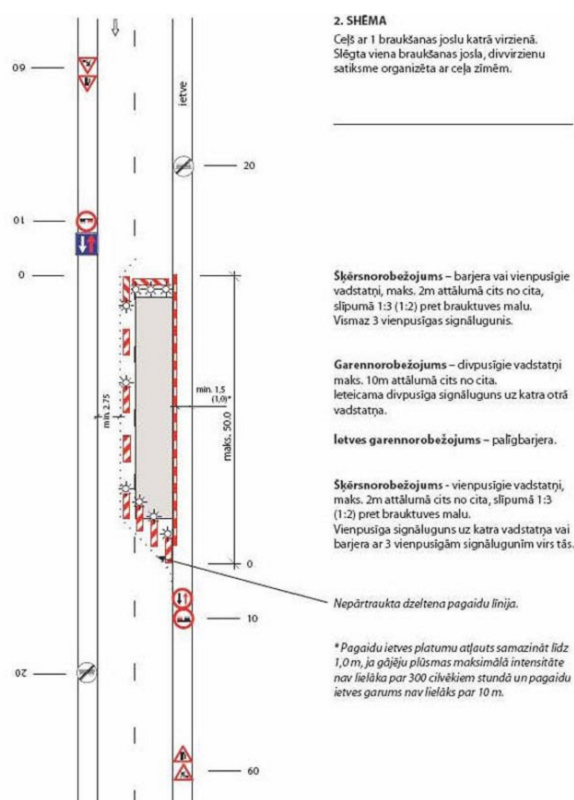 2. SHĒMA
Ceļš ar 1 braukšanas joslu katrā virzienā.
Slēgta viena braukšanas josla, divvirzienu
satiksme organizēta ar ceļa zīmēm.
60
ietve
20
10
0
Šķērsnorobežojums – barjera vai vienpusīgie
vadstatņi, maks. 2m attālumā cits no cita,
slīpumā 1:3 (1:2) pret brauktuves malu.
Vismaz 3 vienpusīgas signālugunis.
Garennorobežojums – divpusīgie vadstatņi
maks. 10m attālumā cits no cita.
Ieteicama divpusīga signāluguns uz katra otrā
vadstatņa.
min. 2.75
min. 1,5
(1,0)*
maks. 50.0
Ietves garennorobežojums – palīgbarjera.
Šķērsnorobežojums - vienpusīgie vadstatņi,
maks. 2m attālumā cits no cita, slīpumā 1:3
(1:2) pret brauktuves malu.
Vienpusīga signāluguns uz katra vadstatņa vai
barjera ar 3 vienpusīgām signālugunīm virs tās.
0
Nepārtraukta dzeltena pagaidu līnija.
10
* Pagaidu ietves platumu atļauts samazināt līdz
1,0 m, ja gājēju plūsmas maksimālā intensitāte
nav lielāka par 300 cilvēkiem stundā un pagaidu
ietves garums nav lielāks par 10 m.
20
60